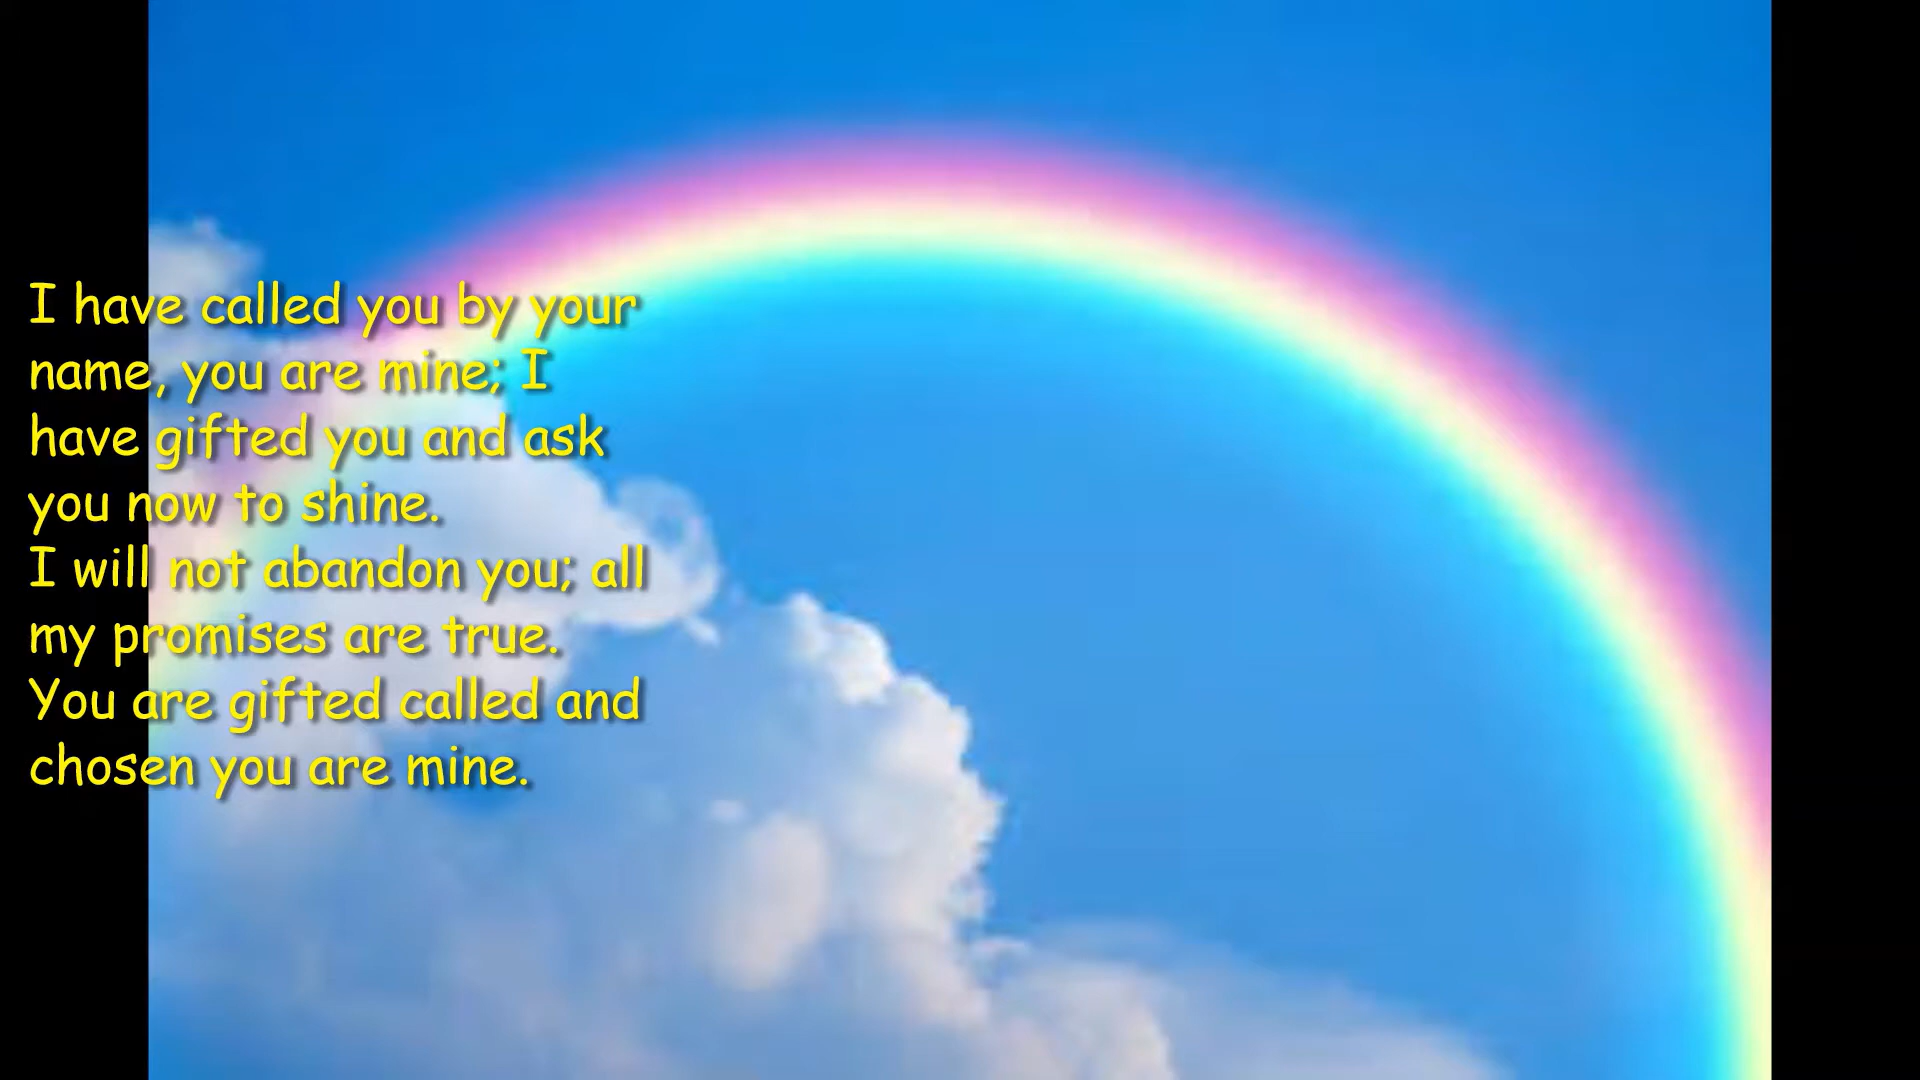 I have called you by your
name, you are mine; I
have gifted you and ask
you now to shine.
I will not abandon you; all
my promises are true.
You are gifted called and
chosen you are mine.